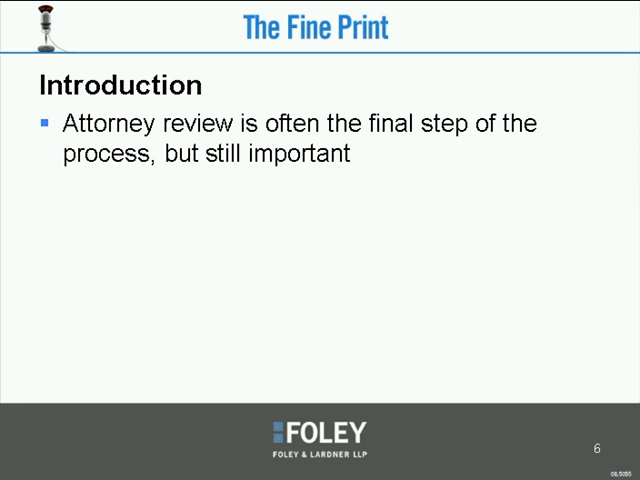 The Fine Print
Introduction
Attorney review is often the final step of the
process, but still important
FOLEY
FOLEY & LARDNER LLP
6